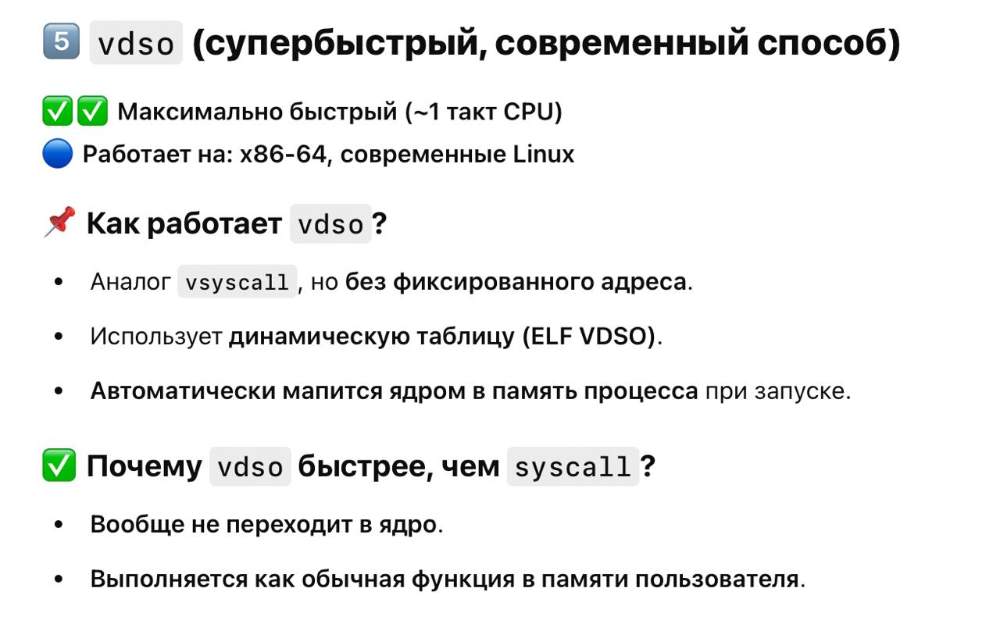 5️⃣ vdso (супербыстрый, современный способ)
✅✅ Максимально быстрый (~1 такт CPU)
🔵 Работает на: x86-64, современные Linux
📌 Как работает vdso?
• Аналог vsyscall, но без фиксированного адреса.
• Использует динамическую таблицу (ELF VDSO).
• Автоматически мапится ядром в память процесса при запуске.
✅ Почему vdso быстрее, чем syscall?
• Вообще не переходит в ядро.
• Выполняется как обычная функция в памяти пользователя.